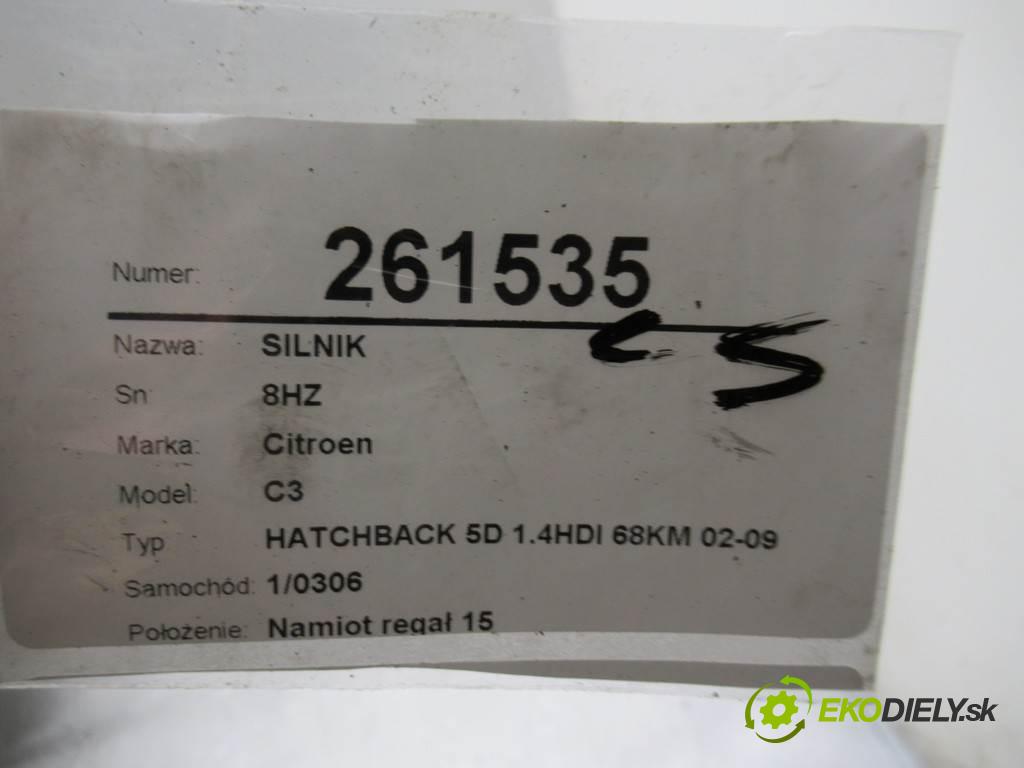 Numer: 261535
Nazwa: SILNIK
Sn 8HZ
Marka: Citroen
Model: C3
Typ HATCHBACK 5D 1.4HDI 68KM 02-09
Samochód: 1/0306
Położenie: Namiot regał 15
EKODIELY.sk